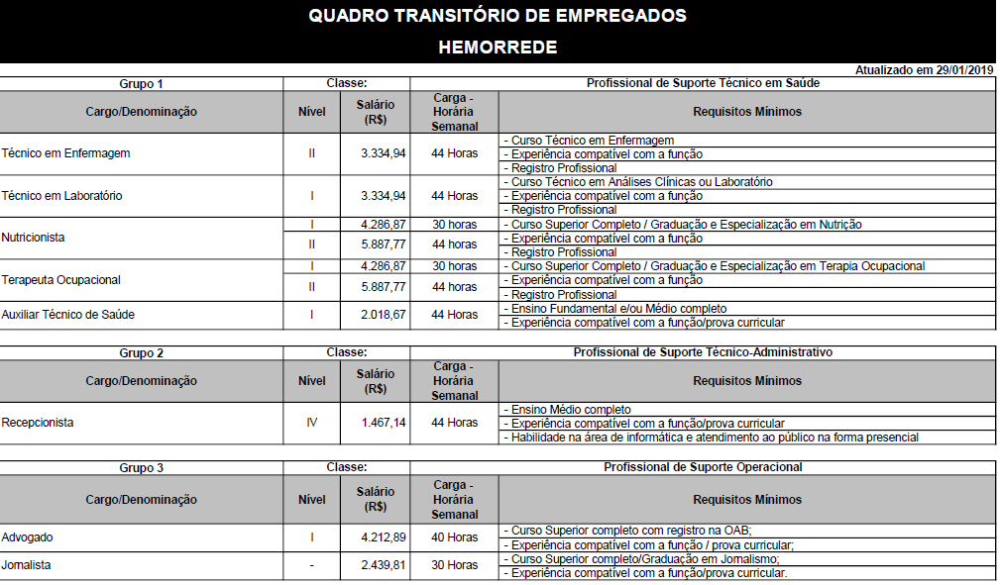 QUADRO TRANSITÓRIO DE EMPREGADOS
HEMORREDE
Atualizado em 29/01/2019
Grupo 1 Classe: Profissional de Suporte Técnico em Saúde
Cargo/Denominação Nível Salário (R$) Carga - Horária Semanal Requisitos Mínimos
Técnico em Enfermagem II 3.334,94 44 Horas - Curso Técnico em Enfermagem
- Experiência compatível com a função
- Registro Profissional
Técnico em Laboratório I 3.334,94 44 Horas - Curso Técnico em Análises Clínicas ou Laboratório
- Experiência compatível com a função
- Registro Profissional
Nutricionista I 4.286,87 30 horas - Curso Superior Completo / Graduação e Especialização em Nutrição
II 5.887,77 44 horas - Experiência compatível com a função
- Registro Profissional
Terapeuta Ocupacional I 4.286,87 30 horas - Curso Superior Completo / Graduação e Especialização em Terapia Ocupacional
II 5.887,77 44 horas - Experiência compatível com a função
- Registro Profissional
Auxiliar Técnico de Saúde I 2.018,67 44 Horas - Ensino Fundamental e/ou Médio completo
- Experiência compatível com a função/prova curricular
Grupo 2 Classe: Profissional de Suporte Técnico-Administrativo
Cargo/Denominação Nível Salário (R$) Carga - Horária Semanal Requisitos Mínimos
Recepcionista IV 1.467,14 44 Horas - Ensino Médio completo
- Experiência compatível com a função/prova curricular
- Habilidade na área de informática e atendimento ao público na forma presencial
Grupo 3 Classe: Profissional de Suporte Operacional
Cargo/Denominação Nível Salário (R$) Carga - Horária Semanal Requisitos Mínimos
Advogado I 4.212,89 40 Horas - Curso Superior completo com registro na OAB;
- Experiência compatível com a função / prova curricular;
Jornalista - 2.439,81 30 Horas - Curso Superior completo/Graduação em Jornalismo;
- Experiência compatível com a função/prova curricular.